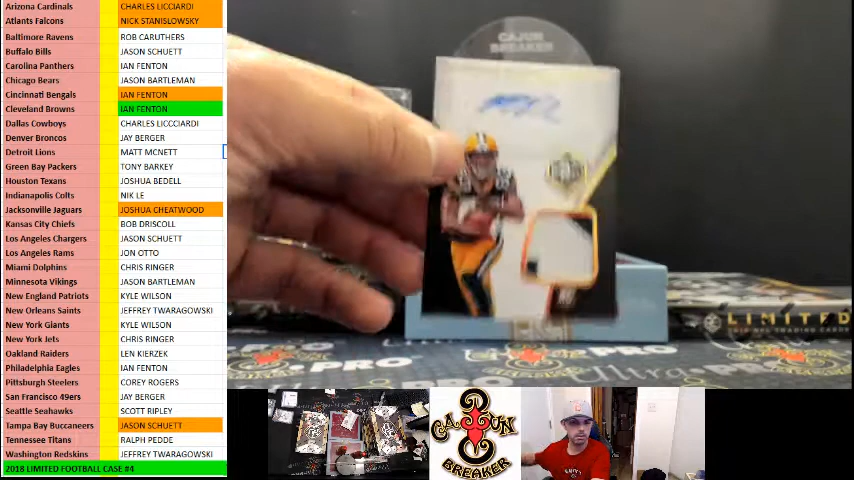 Arizona Cardinals CHARLES LICCIARDI
Atlants Falcons NICK STANISLOWSKY
Baltimore Ravens ROB CARUTHERS
Buffalo Bills JASON SCHUETT
Carolina Panthers IAN FENTON
Chicago Bears JASON BARTLEMAN
Cincinnati Bengals IAN FENTON
Cleveland Browns IAN FENTON
Dallas Cowboys CHARLES LICCCIARDI
Denver Broncos JAY BERGER
Detroit Lions MATT MCNETT
Green Bay Packers TONY BARKEY
Houston Texans JOSHUA BEDELL
Indianapolis Colts NIK LE
Jacksonville Jaguars JOSHUA CHEATWOOD
Kansas City Chiefs BOB DRISCOLL
Los Angeles Chargers JASON SCHUETT
Los Angeles Rams JON OTTO
Miami Dolphins CHRIS RINGER
Minnesota Vikings JASON BARTLEMAN
New England Patriots KYLE WILSON
New Orleans Saints JEFFREY TWARAGOWSKI
New York Giants KYLE WILSON
New York Jets CHRIS RINGER
Oakland Raiders LEN KIERZEK
Philadelphia Eagles IAN FENTON
Pittsburgh Steelers COREY ROGERS
San Francisco 49ers JAY BERGER
Seattle Seahawks SCOTT RIPLEY
Tampa Bay Buccaneers JASON SCHUETT
Tennessee Titans RALPH PEDDE
Washington Redskins JEFFREY TWARAGOWSKI
2018 LIMITED FOOTBALL CASE #4
CAJUN
BREAKER
LIMITED
PRO
Ultra PRO
CAJUN
BREAKER